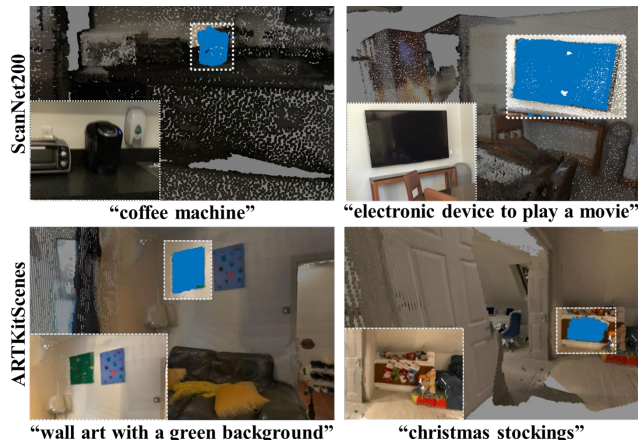 ScanNet200
“coffee machine”
“electronic device to play a movie”
ARTKitScenes
“wall art with a green background”
“christmas stockings”